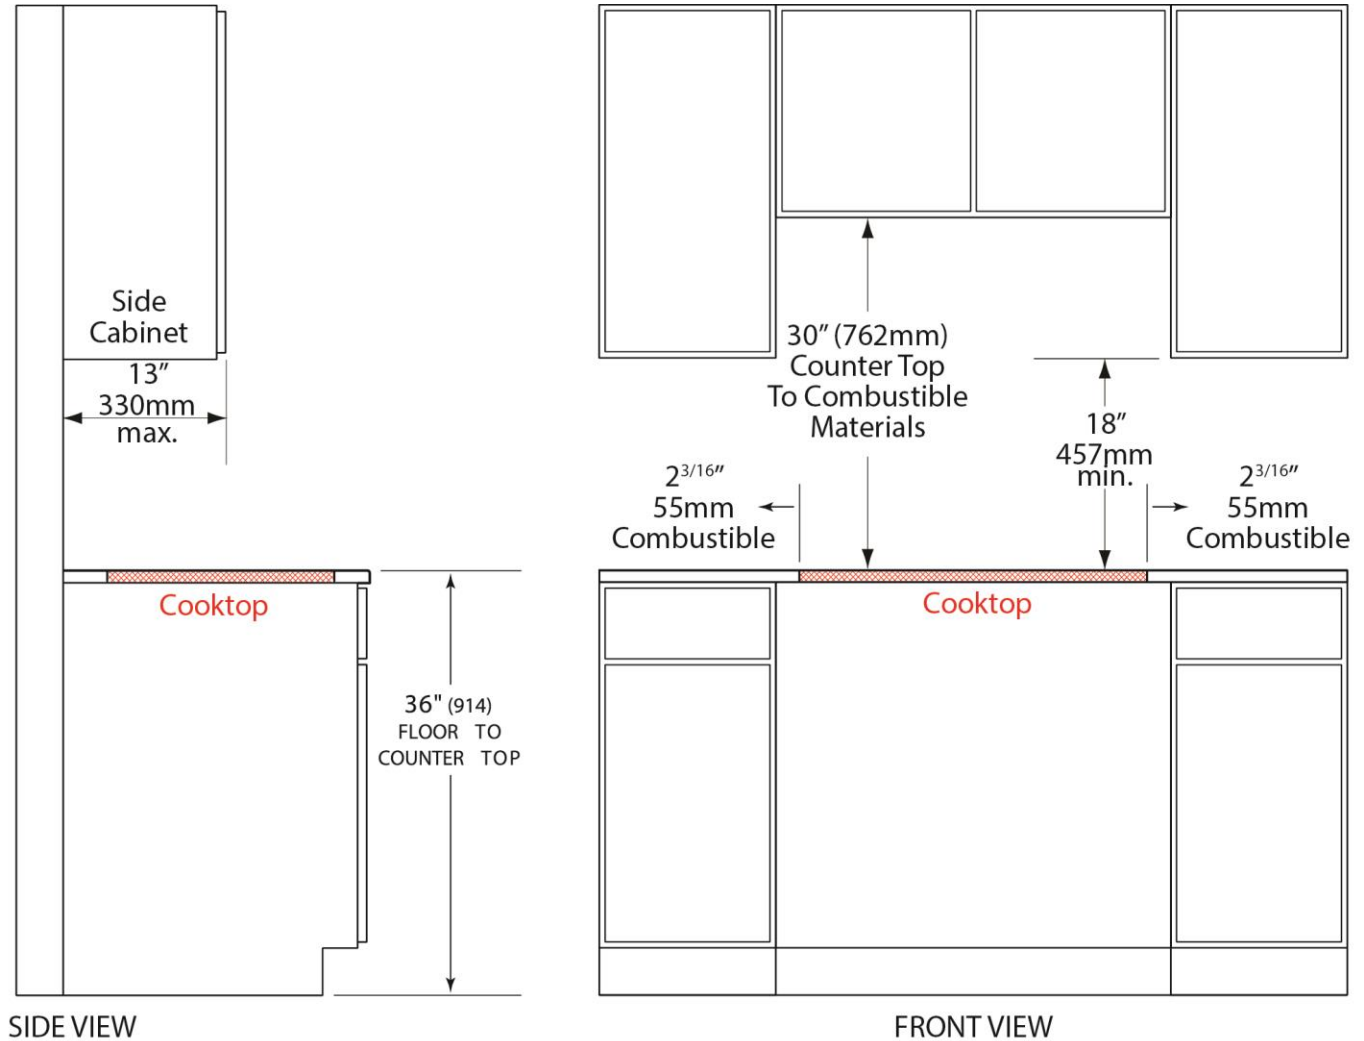 Side
Cabinet
13″
330mm
max.
Cooktop
36" (914)
FLOOR TO
COUNTER TOP
SIDE VIEW
30″ (762mm)
Counter Top
To Combustible
Materials
18″
457mm
min.
2 3/16″
55mm
Combustible
2 3/16″
55mm
Combustible
Cooktop
FRONT VIEW